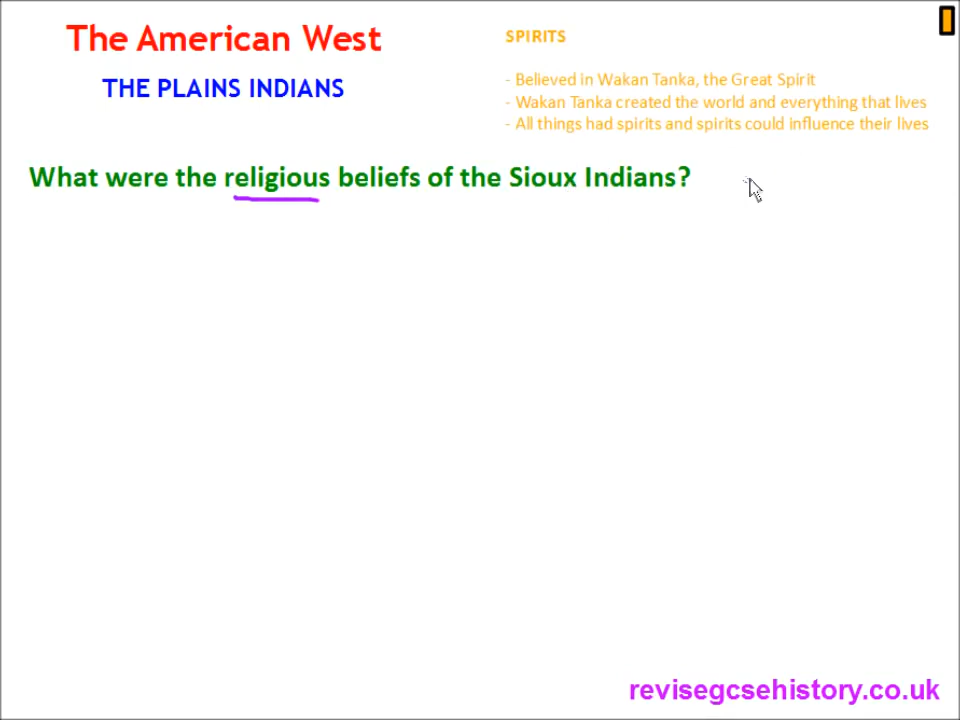 The American West
THE PLAINS INDIANS
SPIRITS
- Believed in Wakan Tanka, the Great Spirit
- Wakan Tanka created the world and everything that lives
- All things had spirits and spirits could influence their lives
What were the religious beliefs of the Sioux Indians?
revisegcsehistory.co.uk